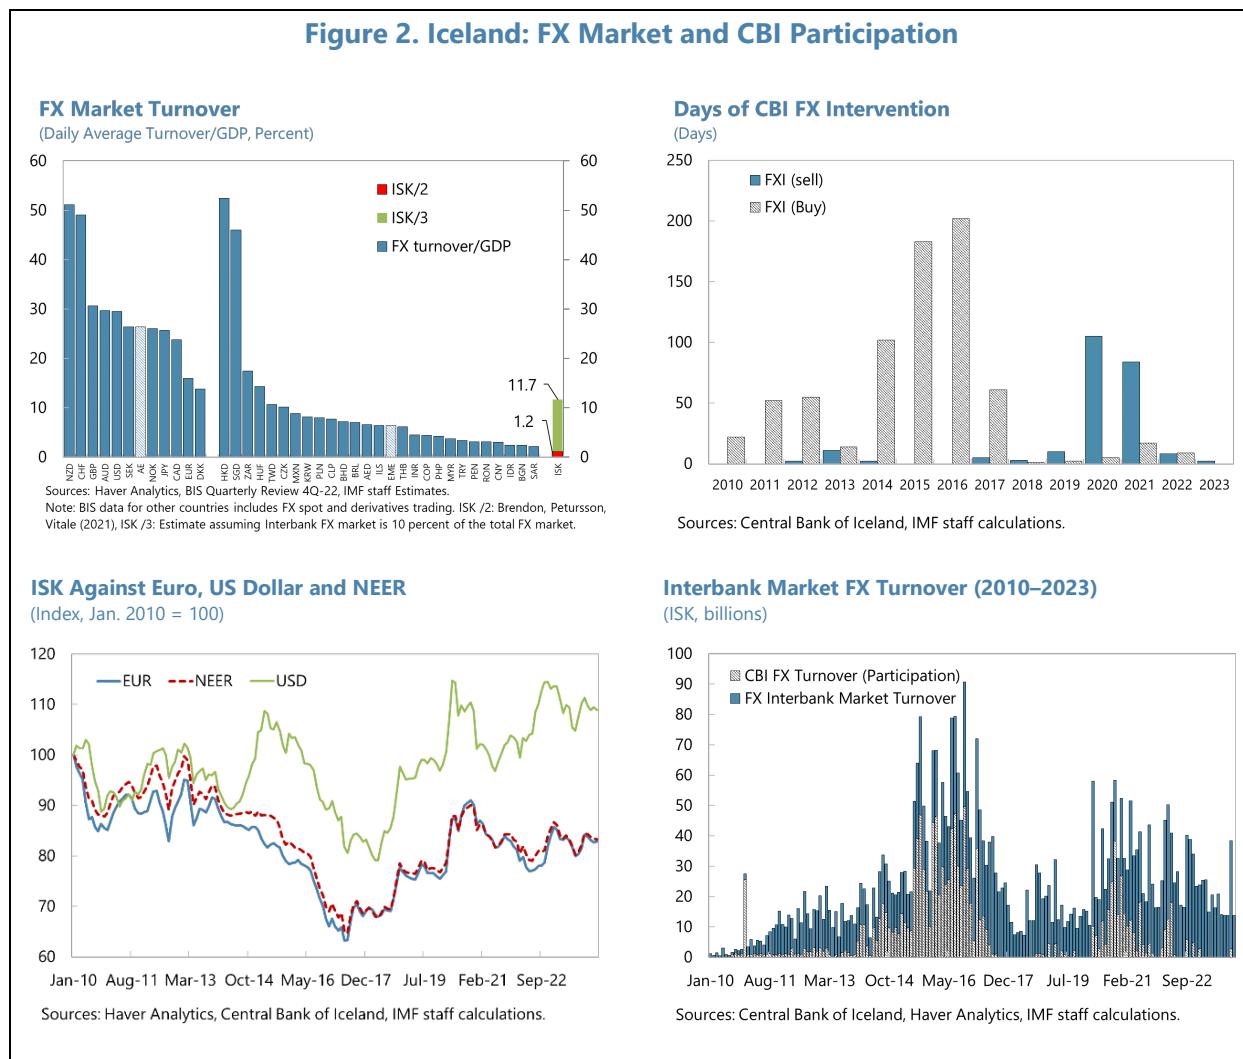 Figure 2. Iceland: FX Market and CBI Participation
FX Market Turnover
(Daily Average Turnover/GDP, Percent)
60 60
50 50
40 40
30 30
20 20
10 10
0 0
ISK/2
ISK/3
FX turnover/GDP
11.7
1.2
NZD CHF GBP AUD USD SEK AE NOK JPY CAD EUR DKK HKD SGD ZAR HUF TWD CZK MXN KRW PLN CLP BHD BRL AED ILS EME THB INR COP PHP MYR TRY PEN RON CNY IDR BGN SAR ISK
Sources: Haver Analytics, BIS Quarterly Review 4Q-22, IMF staff Estimates.
Note: BIS data for other countries includes FX spot and derivatives trading. ISK /2: Brendon, Petursson,
Vitale (2021), ISK /3: Estimate assuming Interbank FX market is 10 percent of the total FX market.
Days of CBI FX Intervention
(Days)
250
200
150
100
50
0
FXI (sell)
FXI (Buy)
2010 2011 2012 2013 2014 2015 2016 2017 2018 2019 2020 2021 2022 2023
Sources: Central Bank of Iceland, IMF staff calculations.
ISK Against Euro, US Dollar and NEER
(Index, Jan. 2010 = 100)
120
110
100
90
80
70
60
EUR NEER USD
Jan-10 Aug-11 Mar-13 Oct-14 May-16 Dec-17 Jul-19 Feb-21 Sep-22
Sources: Haver Analytics, Central Bank of Iceland, IMF staff calculations.
Interbank Market FX Turnover (2010–2023)
(ISK, billions)
100
90
80
70
60
50
40
30
20
10
0
CBI FX Turnover (Participation)
FX Interbank Market Turnover
Jan-10 Aug-11 Mar-13 Oct-14 May-16 Dec-17 Jul-19 Feb-21 Sep-22
Sources: Central Bank of Iceland, Haver Analytics, IMF staff calculations.